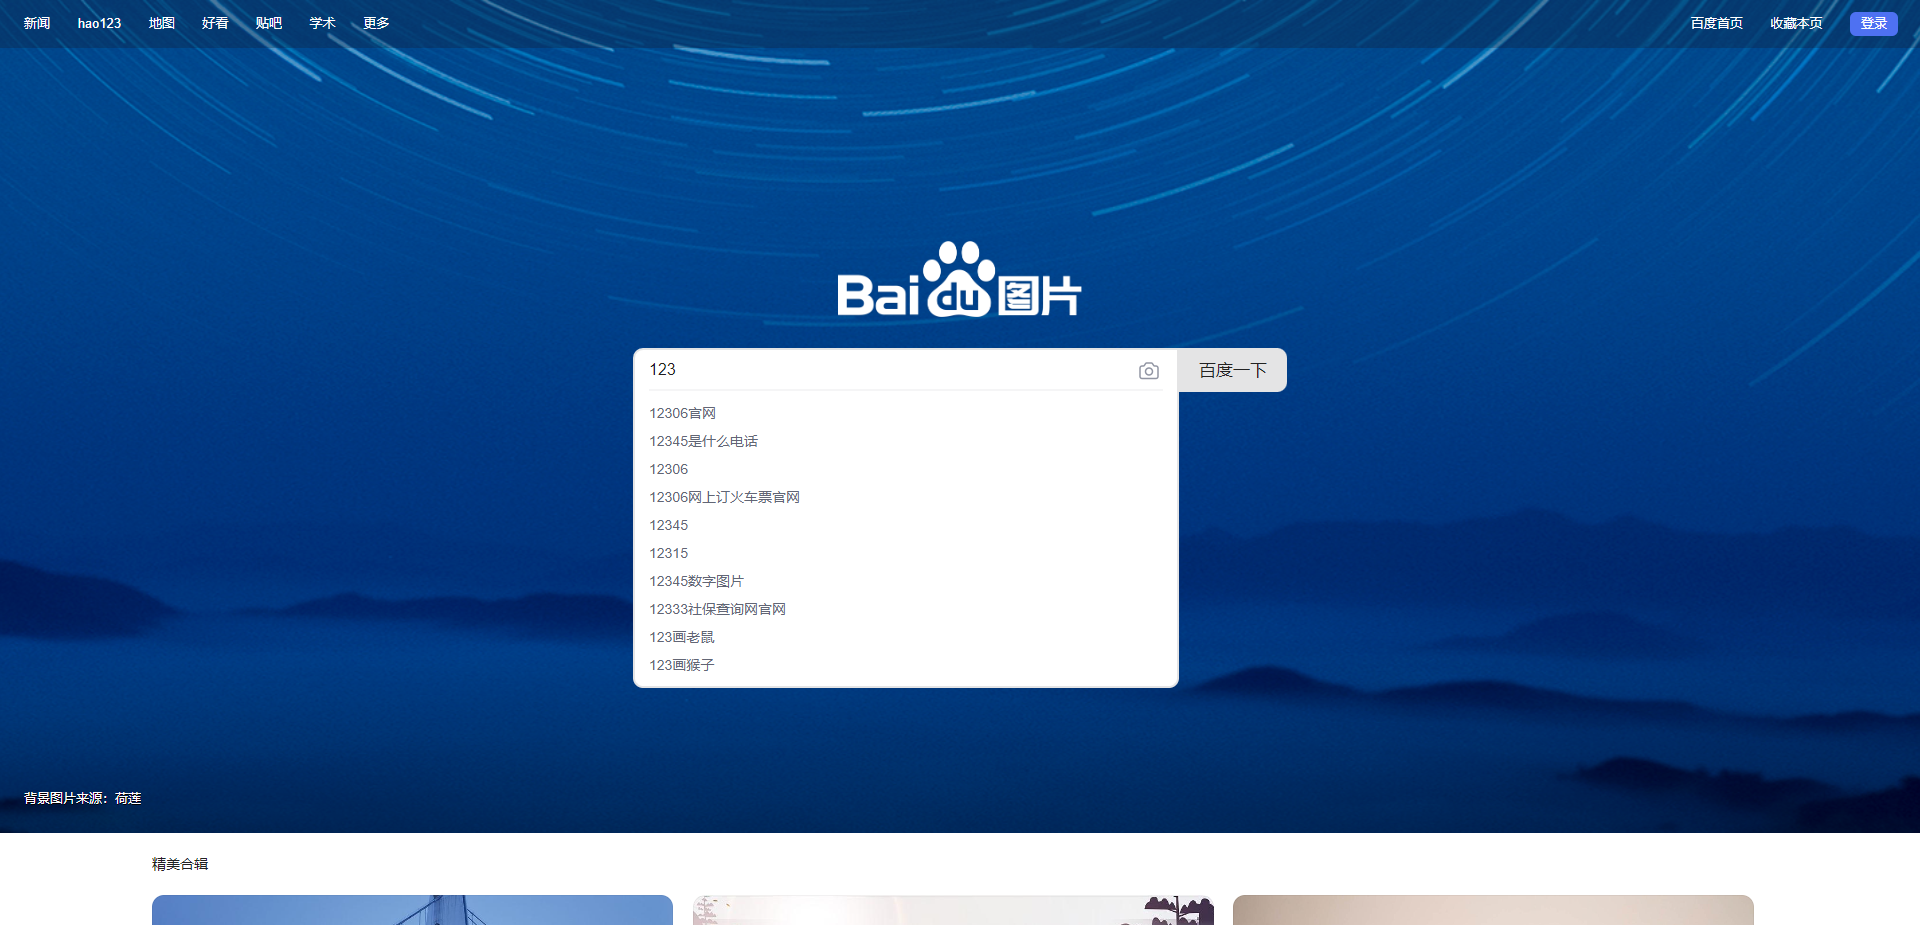 新闻 hao123 地图 好看 贴吧 学术 更多 百度首页 收藏本页 登录
Baidu图片
123 百度一下
12306官网
12345是什么电话
12306
12306网上订火车票官网
12345
12315
12345数字图片
12333社保查询网官网
123画老鼠
123画猴子
背景图片来源：荷莲
精美合辑